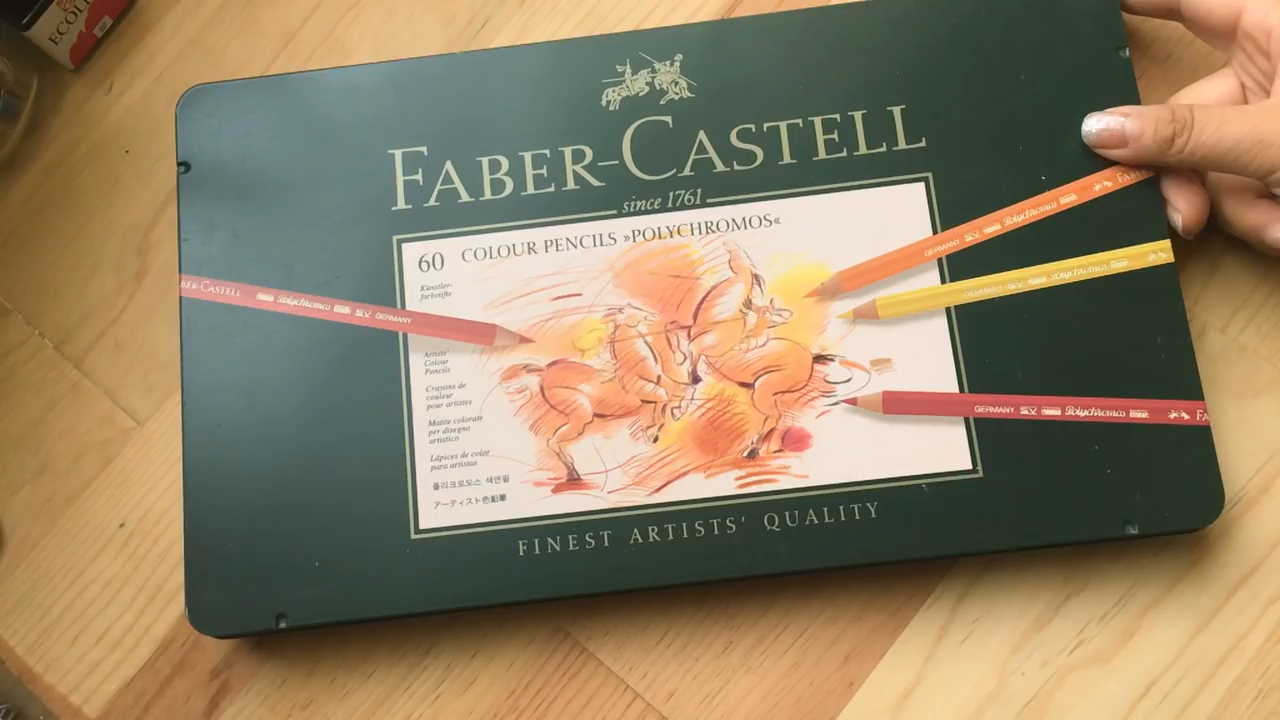 ECOLI
FABER-CASTELL
since 1761
60 COLOUR PENCILS »POLYCHROMOS«
Künstler-
farbstifte
Artists'
Colour
Pencils
Crayons de
couleur
pour artistes
Matite colorate
per disegno
artistico
Lápices de color
para artistas
폴리크로모스 색연필
アーティスト色鉛筆
BER-CASTELL Polychromos GERMANY
GERMANY Polychromos FABER
GERMANY Polychromos
GERMANY Polychromos FA
FINEST ARTISTS' QUALITY